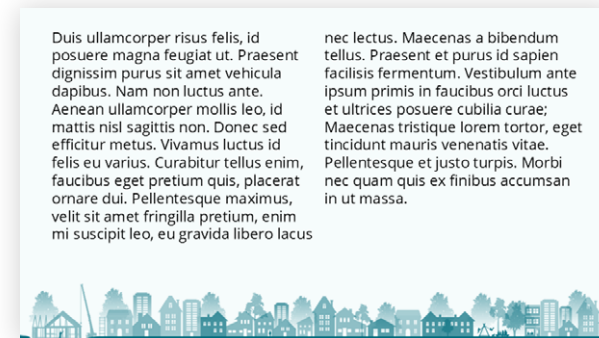 Duis ullamcorper risus felis, id
posuere magna feugiat ut. Praesent
dignissim purus sit amet vehicula
dapibus. Nam non luctus ante.
Aenean ullamcorper mollis leo, id
mattis nisl sagittis non. Donec sed
efficitur metus. Vivamus luctus id
felis eu varius. Curabitur tellus enim,
faucibus eget pretium quis, placerat
ornare dui. Pellentesque maximus,
velit sit amet fringilla pretium, enim
mi suscipit leo, eu gravida libero lacus
nec lectus. Maecenas a bibendum
tellus. Praesent et purus id sapien
facilisis fermentum. Vestibulum ante
ipsum primis in faucibus orci luctus
et ultrices posuere cubilia curae;
Maecenas tristique lorem tortor, eget
tincidunt mauris venenatis vitae.
Pellentesque et justo turpis. Morbi
nec quam quis ex finibus accumsan
in ut massa.